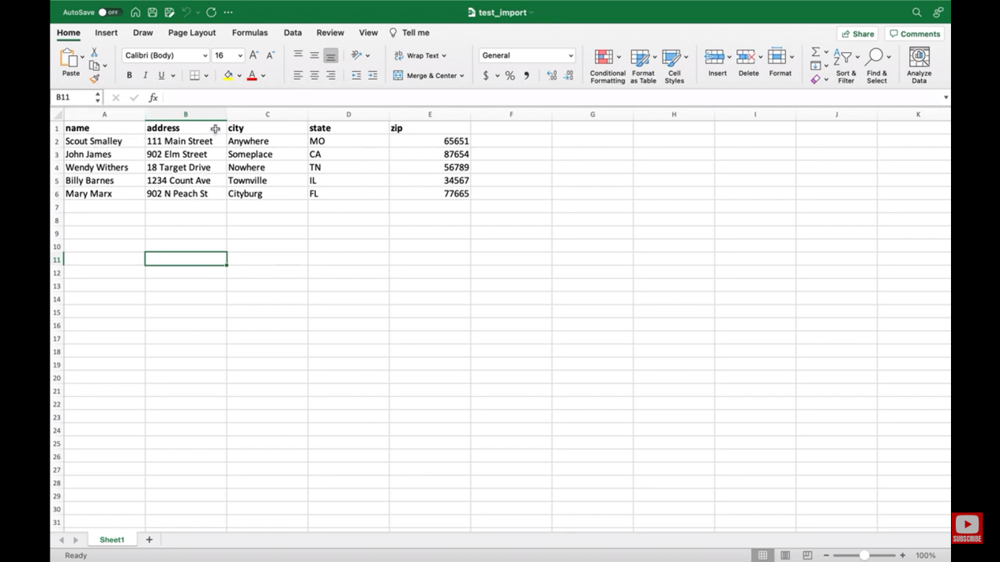 AutoSave OFF test_import
Home Insert Draw Page Layout Formulas Data Review View Tell me Share Comments
Calibri (Body) 16 A A Wrap Text General
Paste B I U A Merge & Center $ % Conditional Formatting Format as Table Cell Styles Insert Delete Format Sort & Filter Find & Select Analyze Data
B11 fx
A B C D E F G H I J K
1 name address city state zip
2 Scout Smalley 111 Main Street Anywhere MO 65651
3 John James 902 Elm Street Someplace CA 87654
4 Wendy Withers 18 Target Drive Nowhere TN 56789
5 Billy Barnes 1234 Count Ave Townville IL 34567
6 Mary Marx 902 N Peach St Cityburg FL 77665
7
8
9
10
11
12
13
14
15
16
17
18
19
20
21
22
23
24
25
26
27
28
29
30
31
SUBSCRIBE
Sheet1
Ready 100%